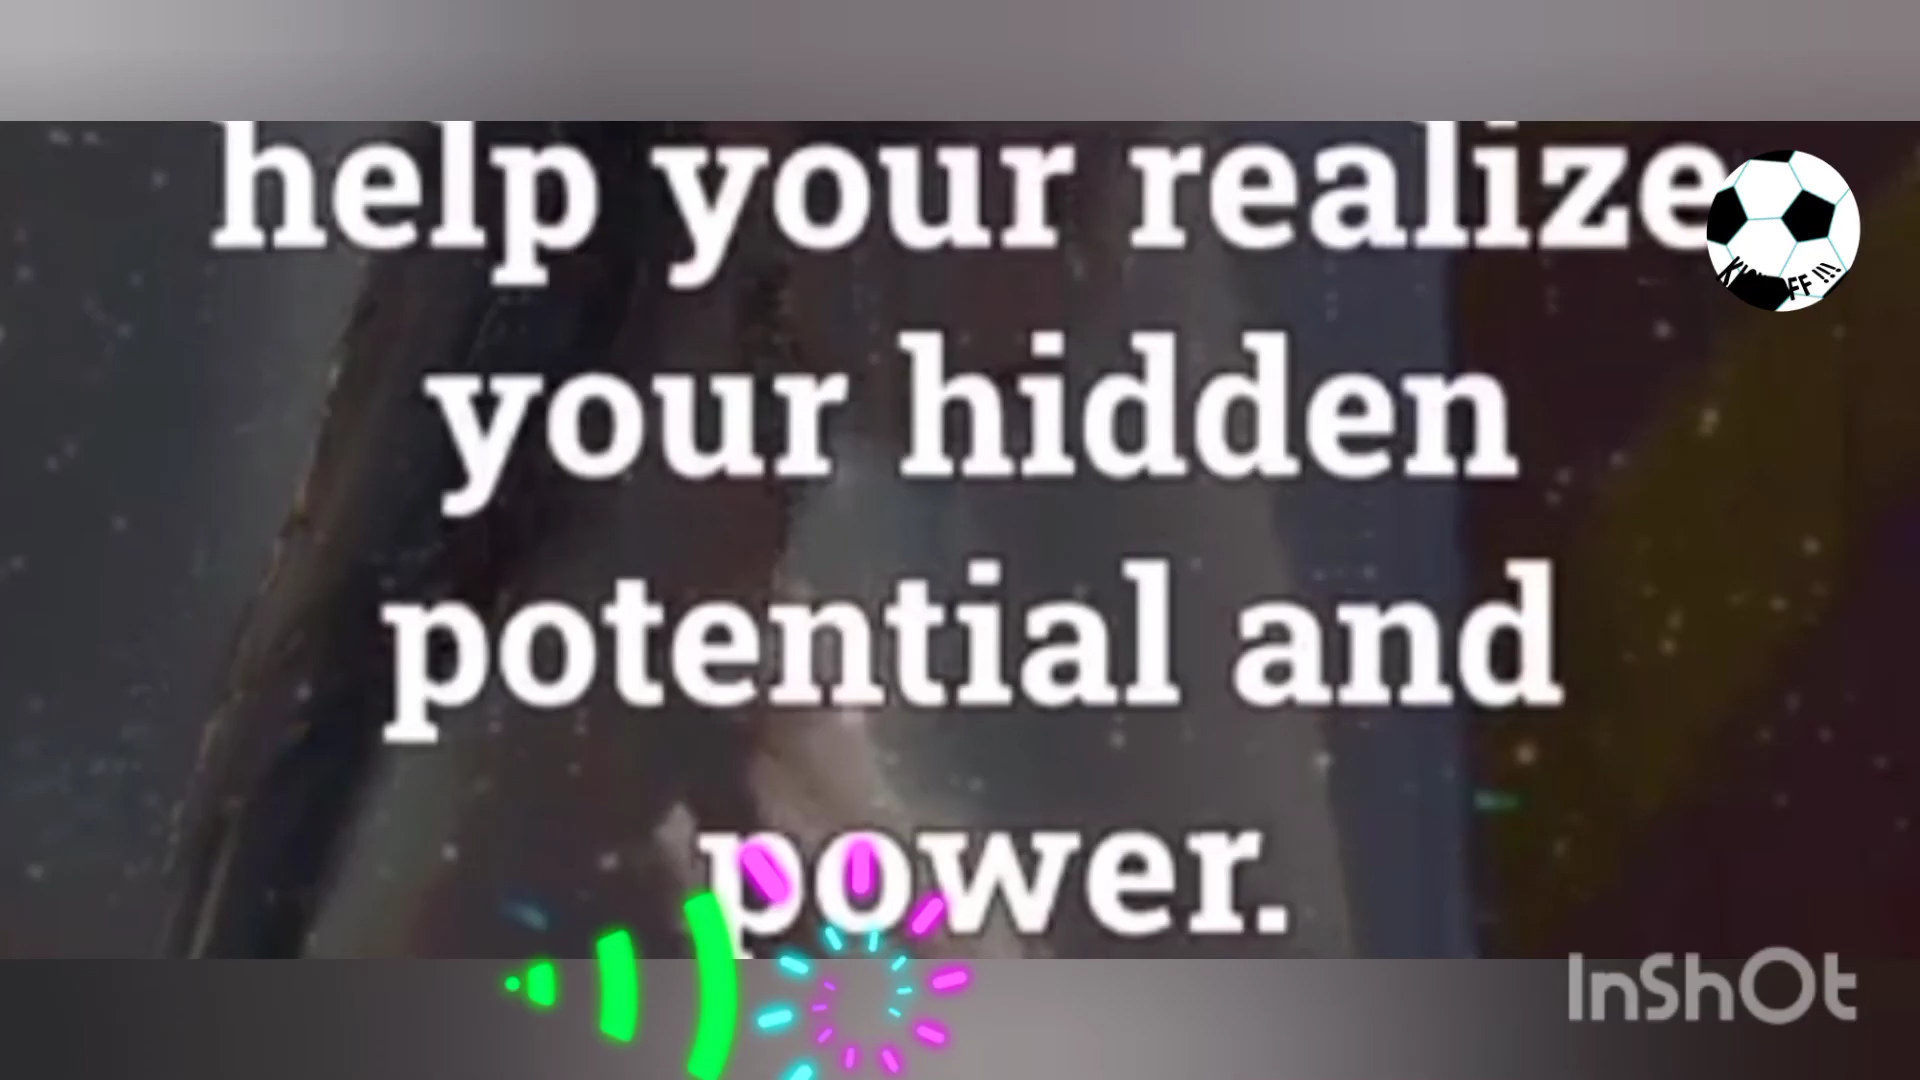 help your realize
your hidden
potential and
power.
InShOt